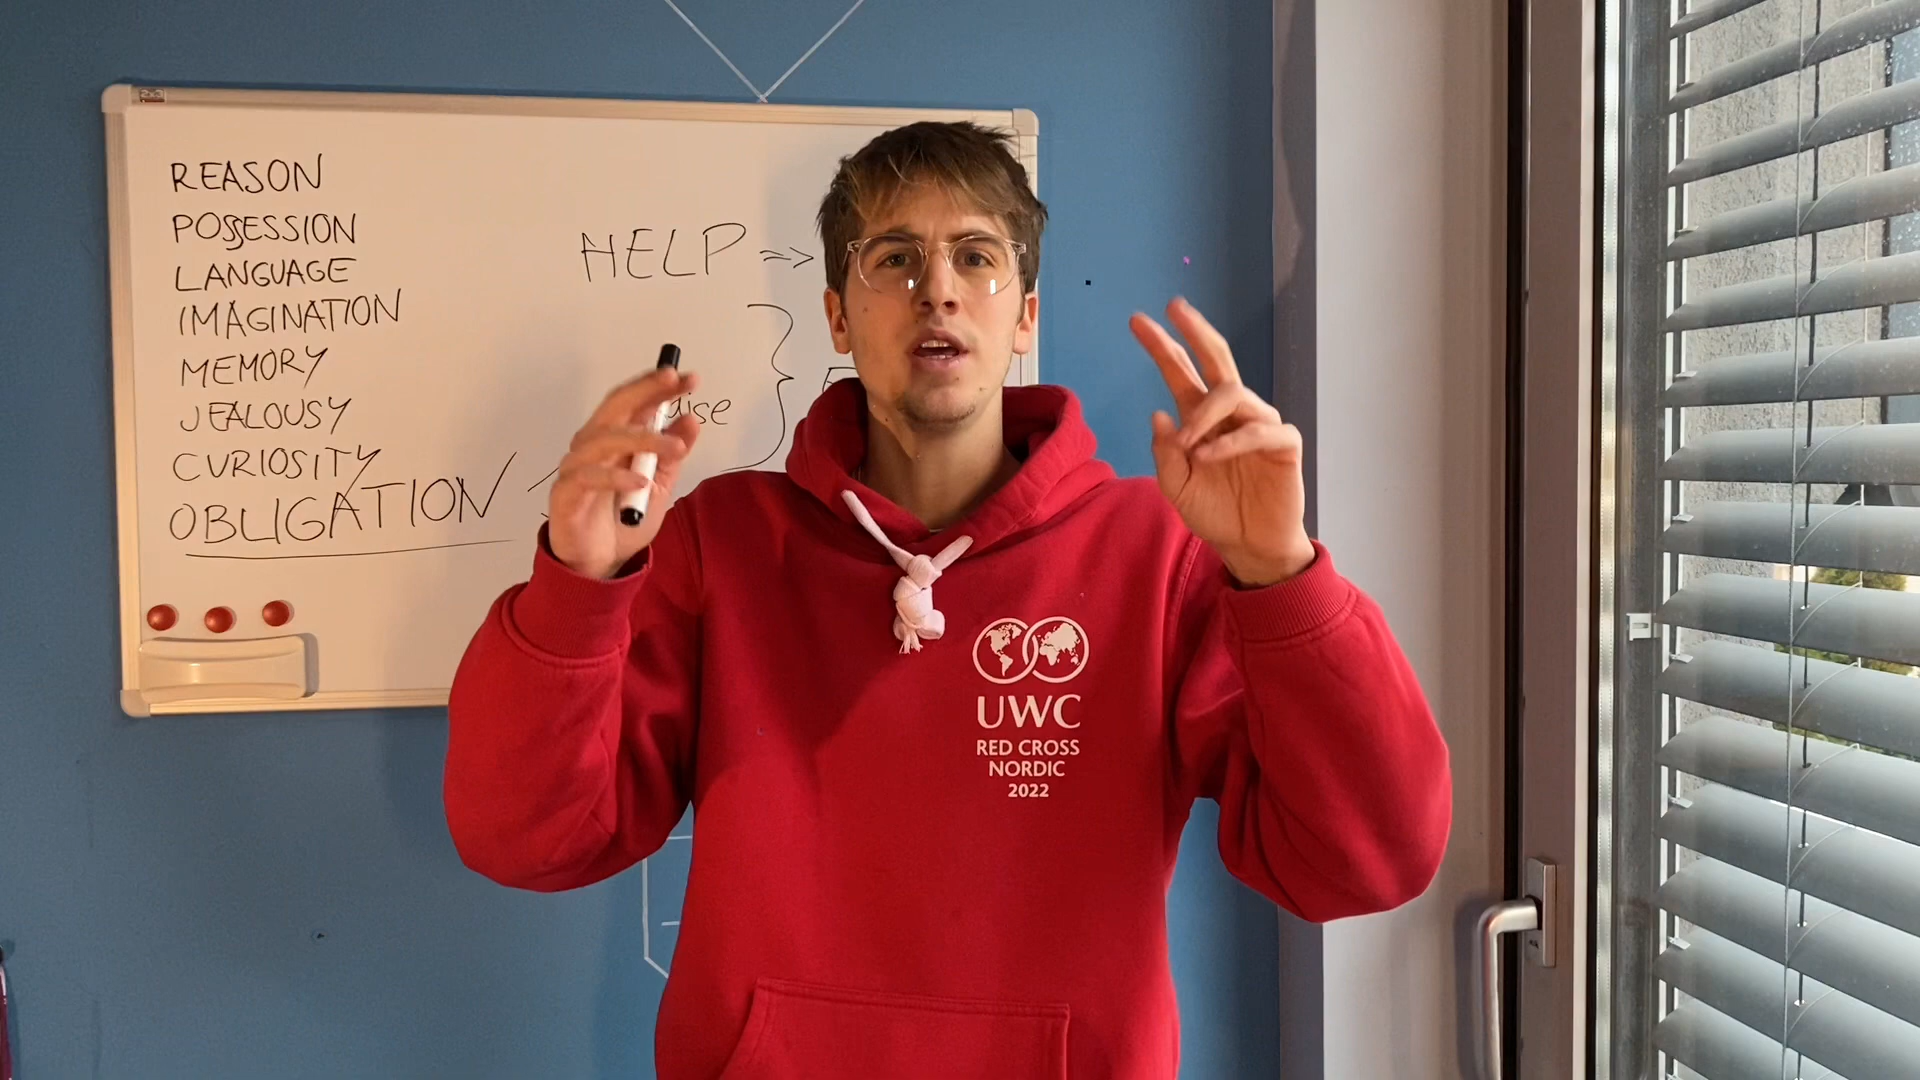 REASON
POSSESSION
LANGUAGE
IMAGINATION
MEMORY
JEALOUSY
CURIOSITY
OBLIGATION
HELP =>
UWC
RED CROSS
NORDIC
2022